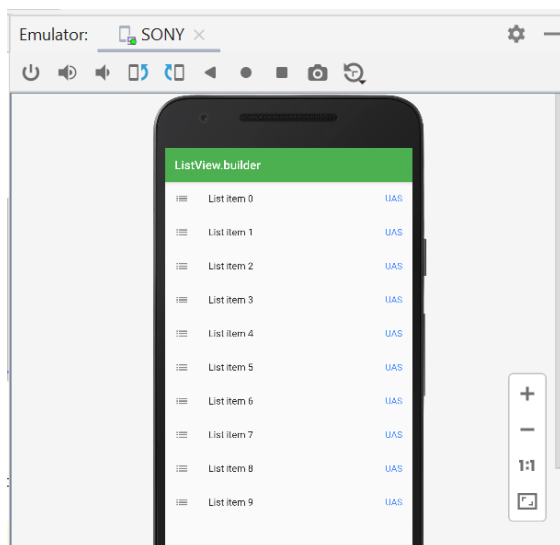 Emulator: SONY
ListView.builder
List item 0 UAS
List item 1 UAS
List item 2 UAS
List item 3 UAS
List item 4 UAS
List item 5 UAS
List item 6 UAS
List item 7 UAS
List item 8 UAS
List item 9 UAS
1:1